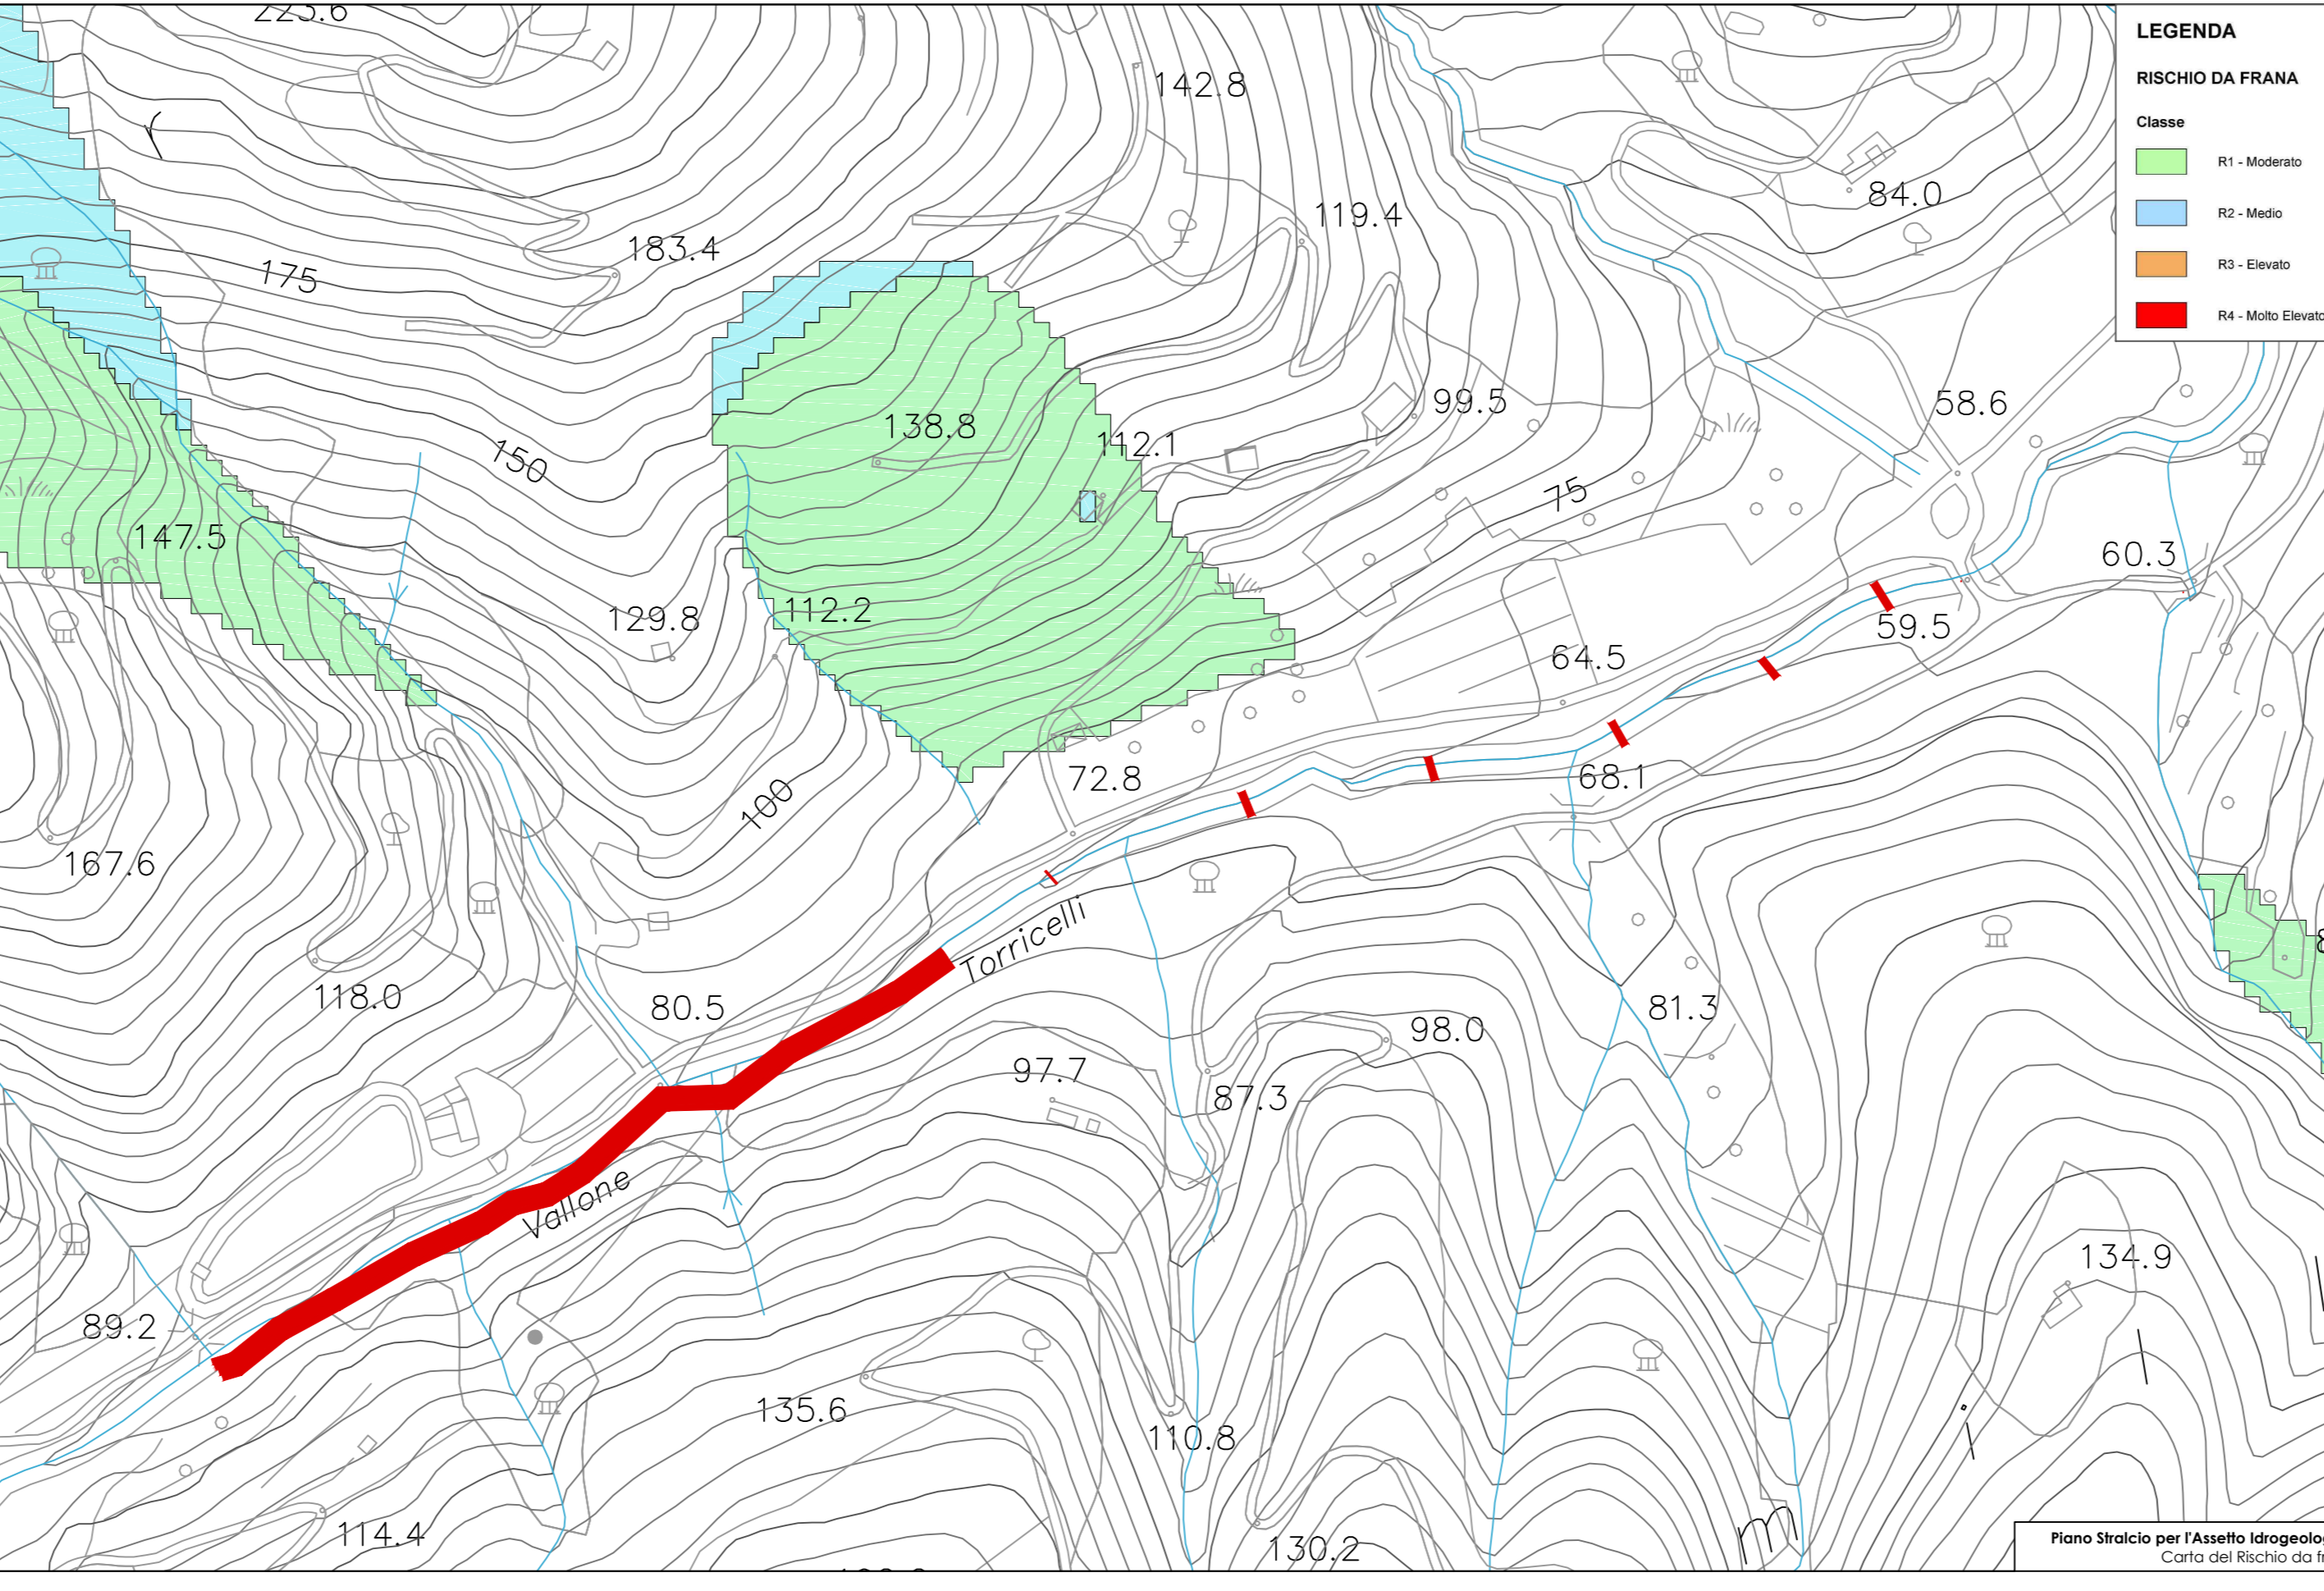 223.6
LEGENDA
RISCHIO DA FRANA
Classe
R1 - Moderato
R2 - Medio
R3 - Elevato
R4 - Molto Elevato
142.8
84.0
119.4
183.4
175
58.6
99.5
138.8
112.1
150
75
147.5
60.3
112.2
129.8
59.5
64.5
68.1
72.8
100
167.6
Torricelli
118.0
80.5
81.3
98.0
97.7
87.3
Vallone
134.9
89.2
135.6
110.8
114.4
130.2
m
Piano Stralcio per l'Assetto Idrogeolog
Carta del Rischio da fr